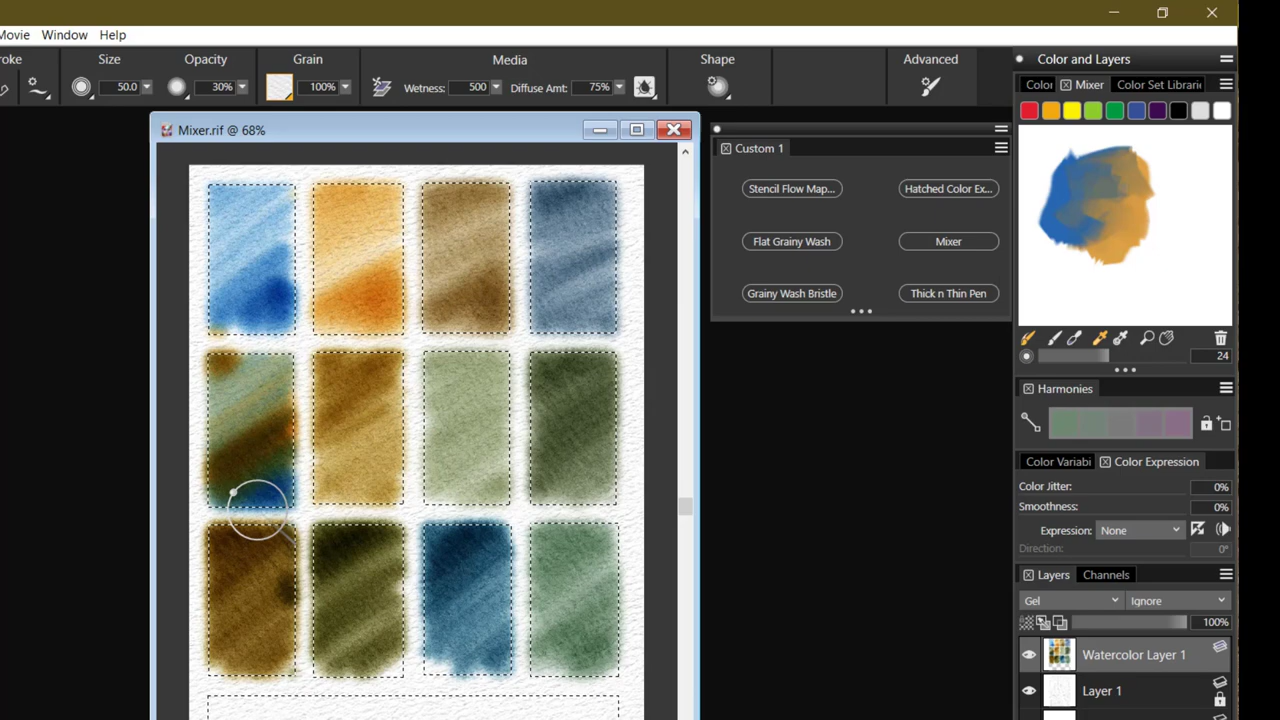 Movie Window Help
roke Size Opacity Grain Media Shape Advanced
50.0 30% 100% Wetness: 500 Diffuse Amt: 75%
Mixer.rif @ 68%
Custom 1
Stencil Flow Map...
Hatched Color Ex...
Flat Grainy Wash
Mixer
Grainy Wash Bristle
Thick n Thin Pen
Color and Layers
Color Mixer Color Set Librarie
24
Harmonies
Color Variabi Color Expression
Color Jitter: 0%
Smoothness: 0%
Expression: None
Direction: 0°
Layers Channels
Gel Ignore
100%
Watercolor Layer 1
Layer 1